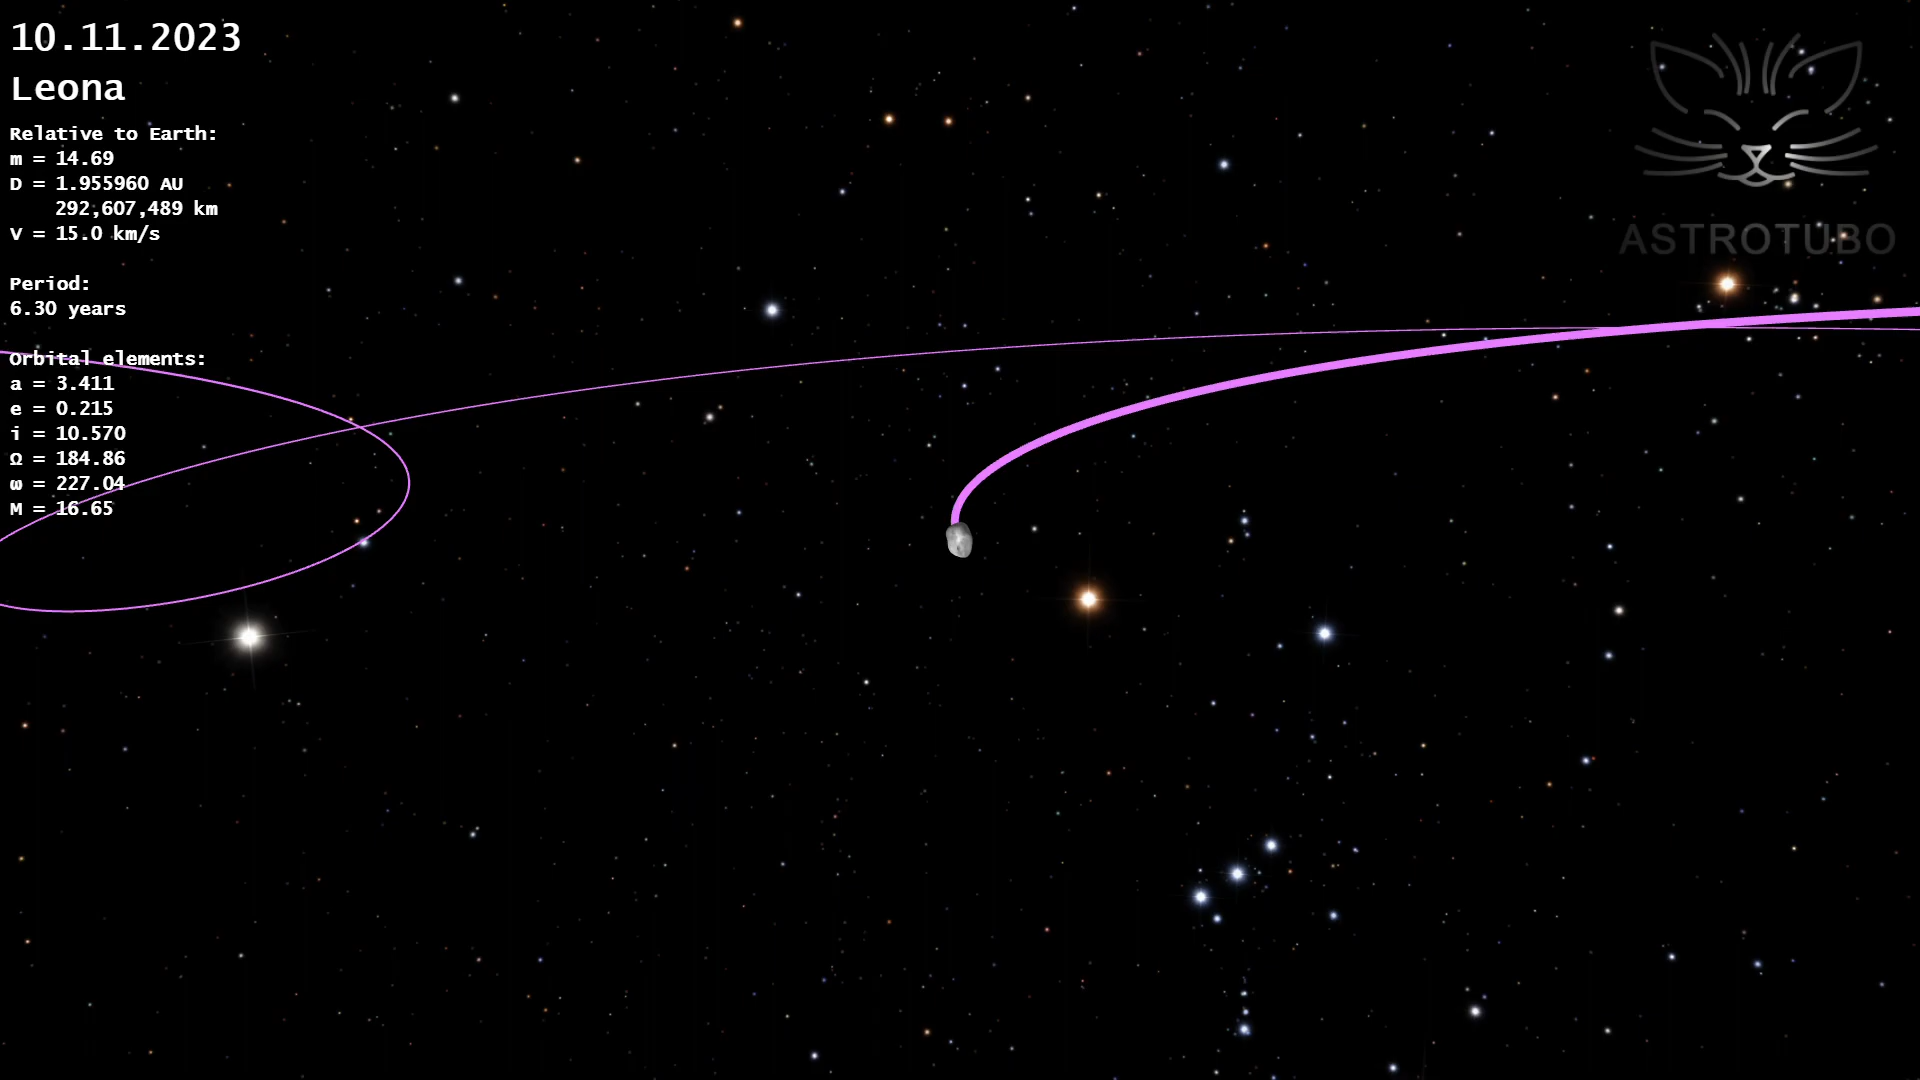 10.11.2023
Leona
Relative to Earth:
m = 14.69
D = 1.955960 AU
292,607,489 km
V = 15.0 km/s
Period:
6.30 years
Orbital elements:
a = 3.411
e = 0.215
i = 10.570
Ω = 184.86
ω = 227.04
M = 16.65
ASTROTUBO